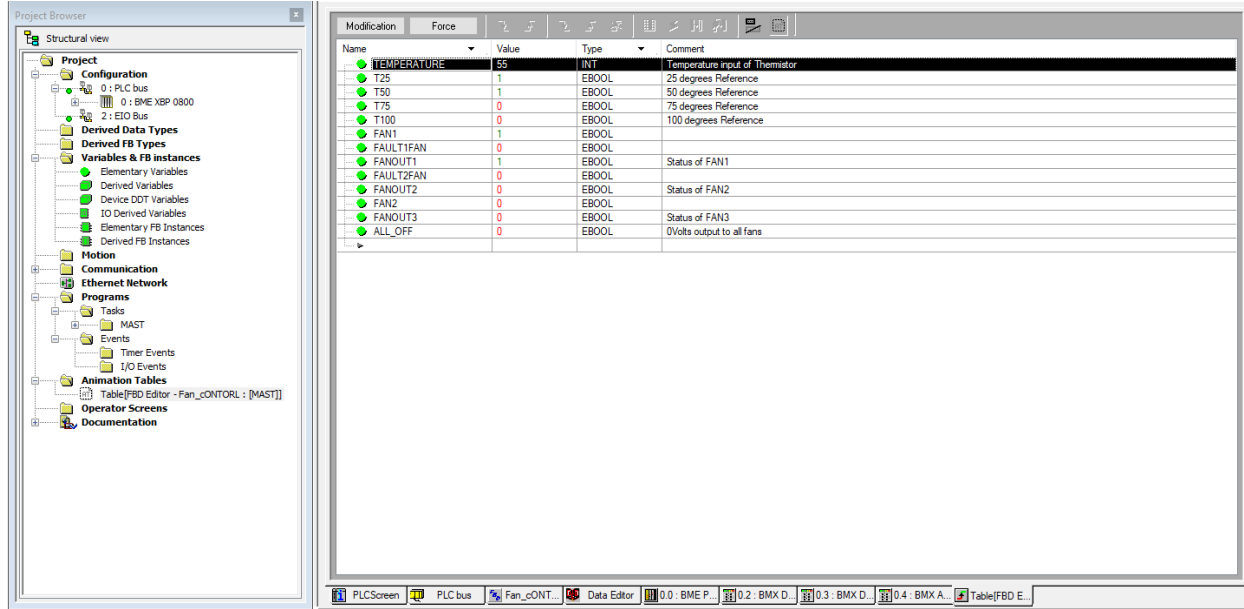 Project Browser
Structural view
Project
Configuration
0 : PLC bus
0 : BME XBP 0800
2 : EIO Bus
Derived Data Types
Derived FB Types
Variables & FB instances
Elementary Variables
Derived Variables
Device DDT Variables
IO Derived Variables
Elementary FB Instances
Derived FB Instances
Motion
Communication
Ethernet Network
Programs
Tasks
MAST
Events
Timer Events
I/O Events
Animation Tables
Table[FBD Editor - Fan_cONTORL : [MAST]]
Operator Screens
Documentation
Modification Force
Name Value Type Comment
TEMPERATURE 55 INT Temperature input of Thermistor
T25 1 EBOOL 25 degrees Reference
T50 1 EBOOL 50 degrees Reference
T75 0 EBOOL 75 degrees Reference
T100 0 EBOOL 100 degrees Reference
FAN1 1 EBOOL
FAULT1FAN 0 EBOOL
FANOUT1 1 EBOOL Status of FAN1
FAULT2FAN 0 EBOOL
FANOUT2 0 EBOOL Status of FAN2
FAN2 0 EBOOL
FANOUT3 0 EBOOL Status of FAN3
ALL_OFF 0 EBOOL 0Volts output to all fans
PLCScreen PLC bus Fan_cONT... Data Editor 0.0 : BME P... 0.2 : BMX D... 0.3 : BMX D... 0.4 : BMX A... Table[FBD E...